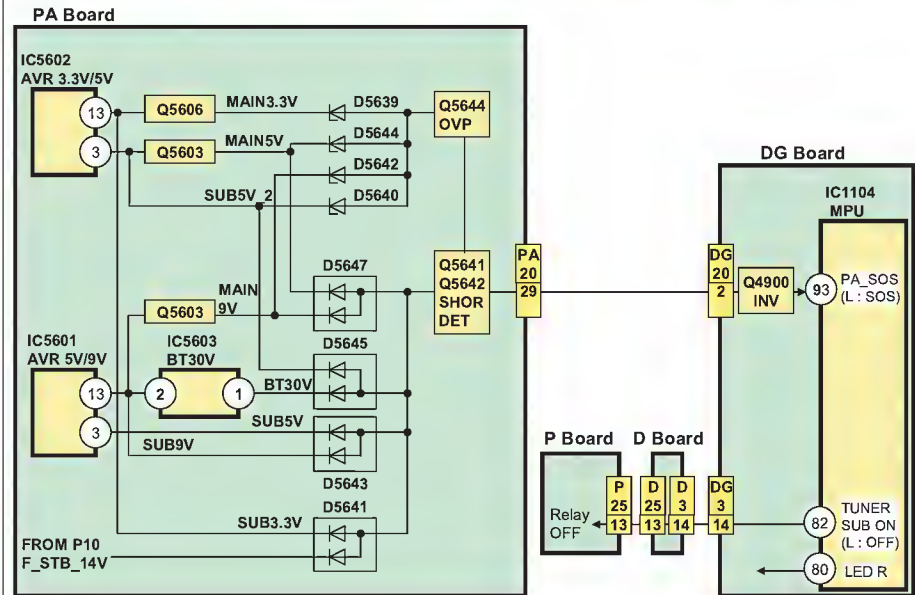 PA Board
IC5602
AVR 3.3V/5V
13
3
Q5606
MAIN3.3V
D5639
Q5644
OVP
MAIN5V
D5644
Q5603
D5642
SUB5V_2
D5640
DG Board
IC1104
MPU
D5647
Q5641
Q5642
SHOR
DET
PA
20
29
DG
20
2
Q4900
INV
93
PA_SOS
(L : SOS)
MAIN
9V
Q5603
IC5601
AVR 5V/9V
13
3
IC5603
BT30V
2
1
BT30V
D5645
SUB5V
SUB9V
D5643
P Board
D Board
D5641
SUB3.3V
FROM P10
F_STB_14V
Relay
OFF
P
25
13
D
25
13
D
3
14
DG
3
14
82
TUNER
SUB ON
(L : OFF)
80
LED R